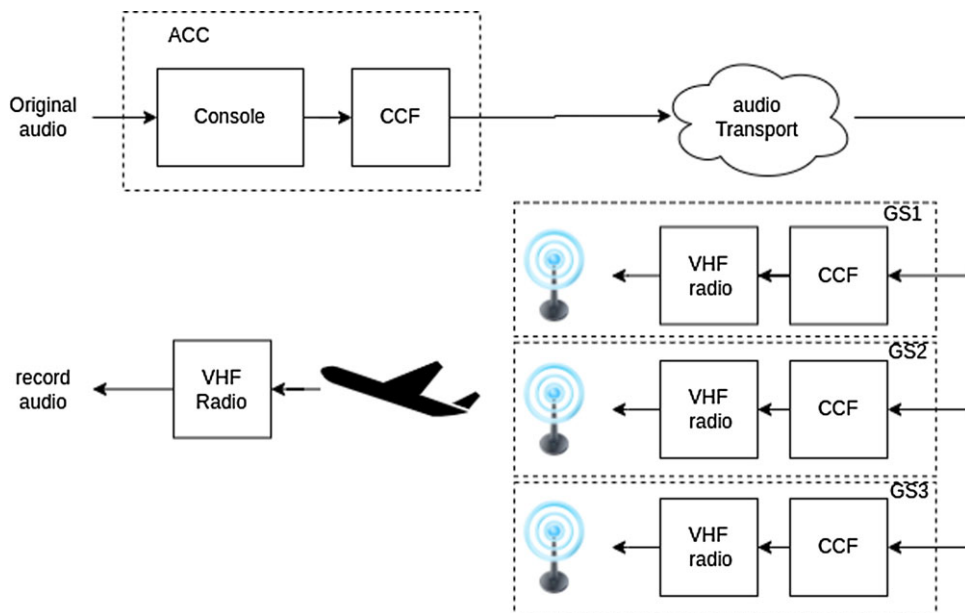 ACC
Original
audio
Console
CCF
audio
Transport
GS1
VHF
radio
CCF
GS2
VHF
radio
CCF
record
audio
VHF
Radio
GS3
VHF
radio
CCF